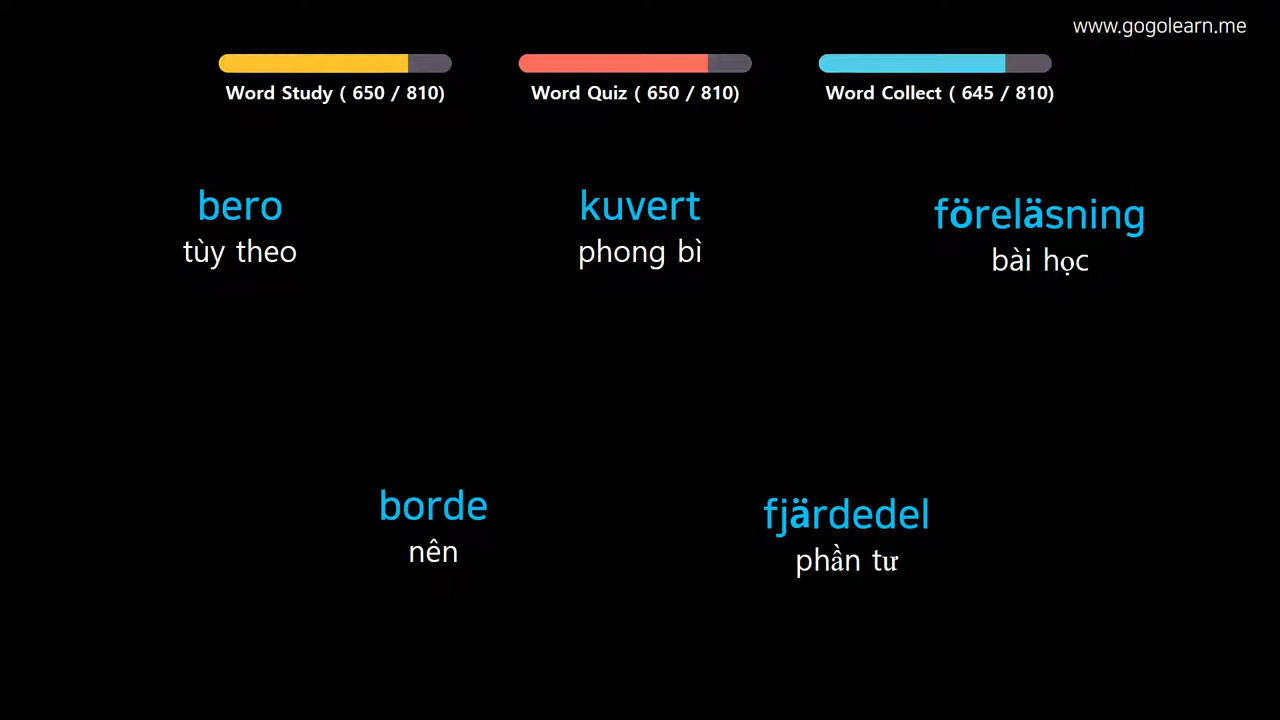 www.gogolearn.me
Word Study ( 650 / 810)
Word Quiz ( 650 / 810)
Word Collect ( 645 / 810)
bero
tùy theo
kuvert
phong bì
föreläsning
bài học
borde
nên
fjärdedel
phần tư